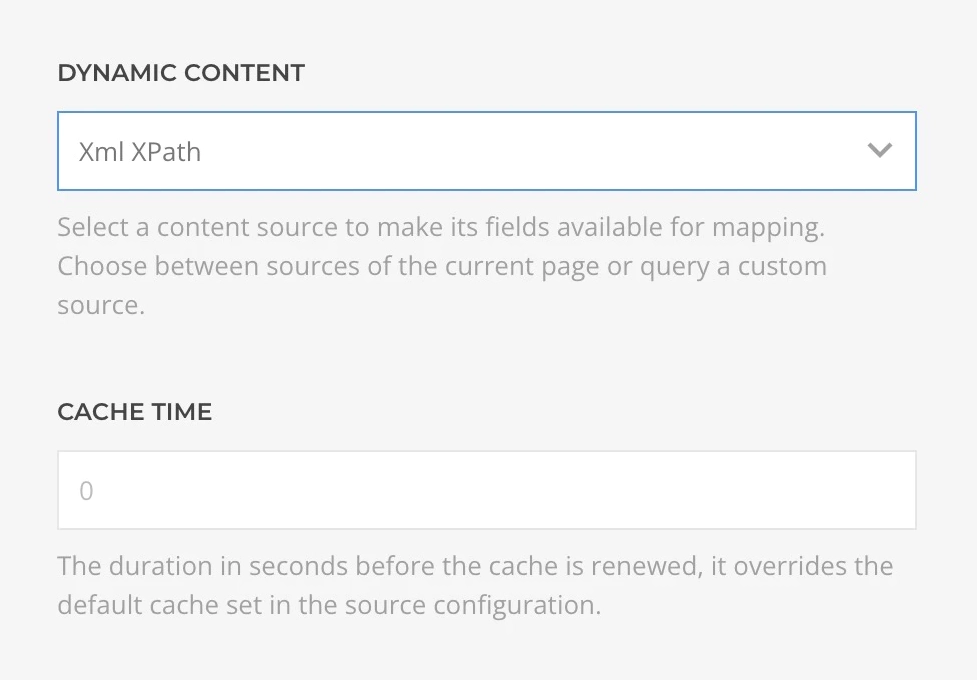 DYNAMIC CONTENT
Xml XPath
Select a content source to make its fields available for mapping.
Choose between sources of the current page or query a custom
source.
CACHE TIME
0
The duration in seconds before the cache is renewed, it overrides the
default cache set in the source configuration.